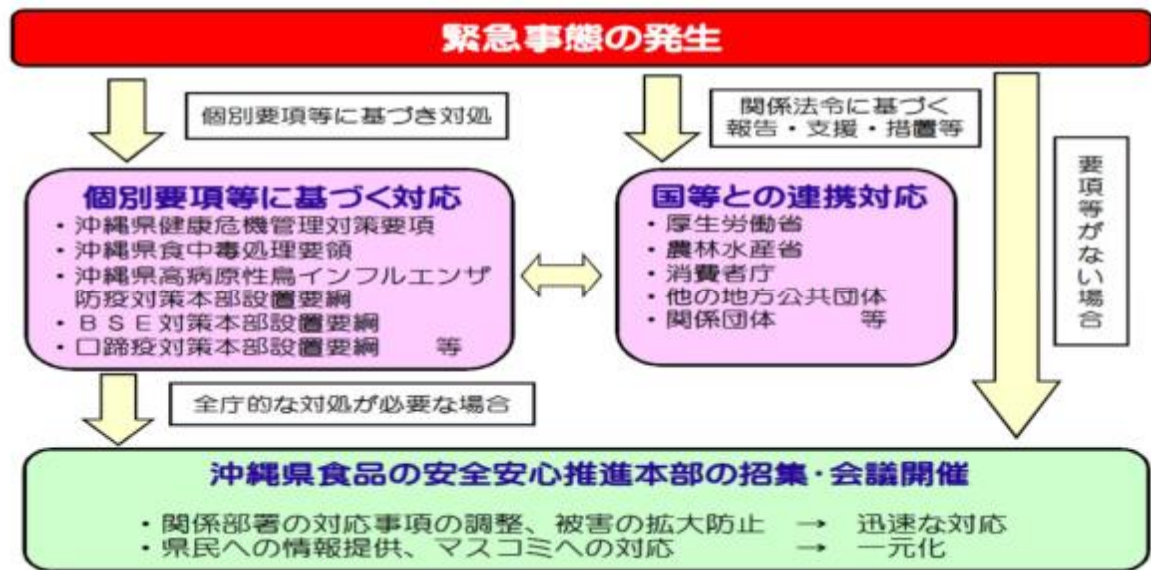 緊急事態の発生
個別要項等に基づき対処
関係法令に基づく
報告・支援・措置等
要項等がない場合
個別要項等に基づく対応
・沖縄県健康危機管理対策要項
・沖縄県食中毒処理要領
・沖縄県高病原性鳥インフルエンザ
防疫対策本部設置要綱
・ＢＳＥ対策本部設置要綱
・口蹄疫対策本部設置要綱　等
国等との連携対応
・厚生労働省
・農林水産省
・消費者庁
・他の地方公共団体
・関係団体　等
全庁的な対処が必要な場合
沖縄県食品の安全安心推進本部の招集・会議開催
・関係部署の対応事項の調整、被害の拡大防止　→　迅速な対応
・県民への情報提供、マスコミへの対応　→　一元化